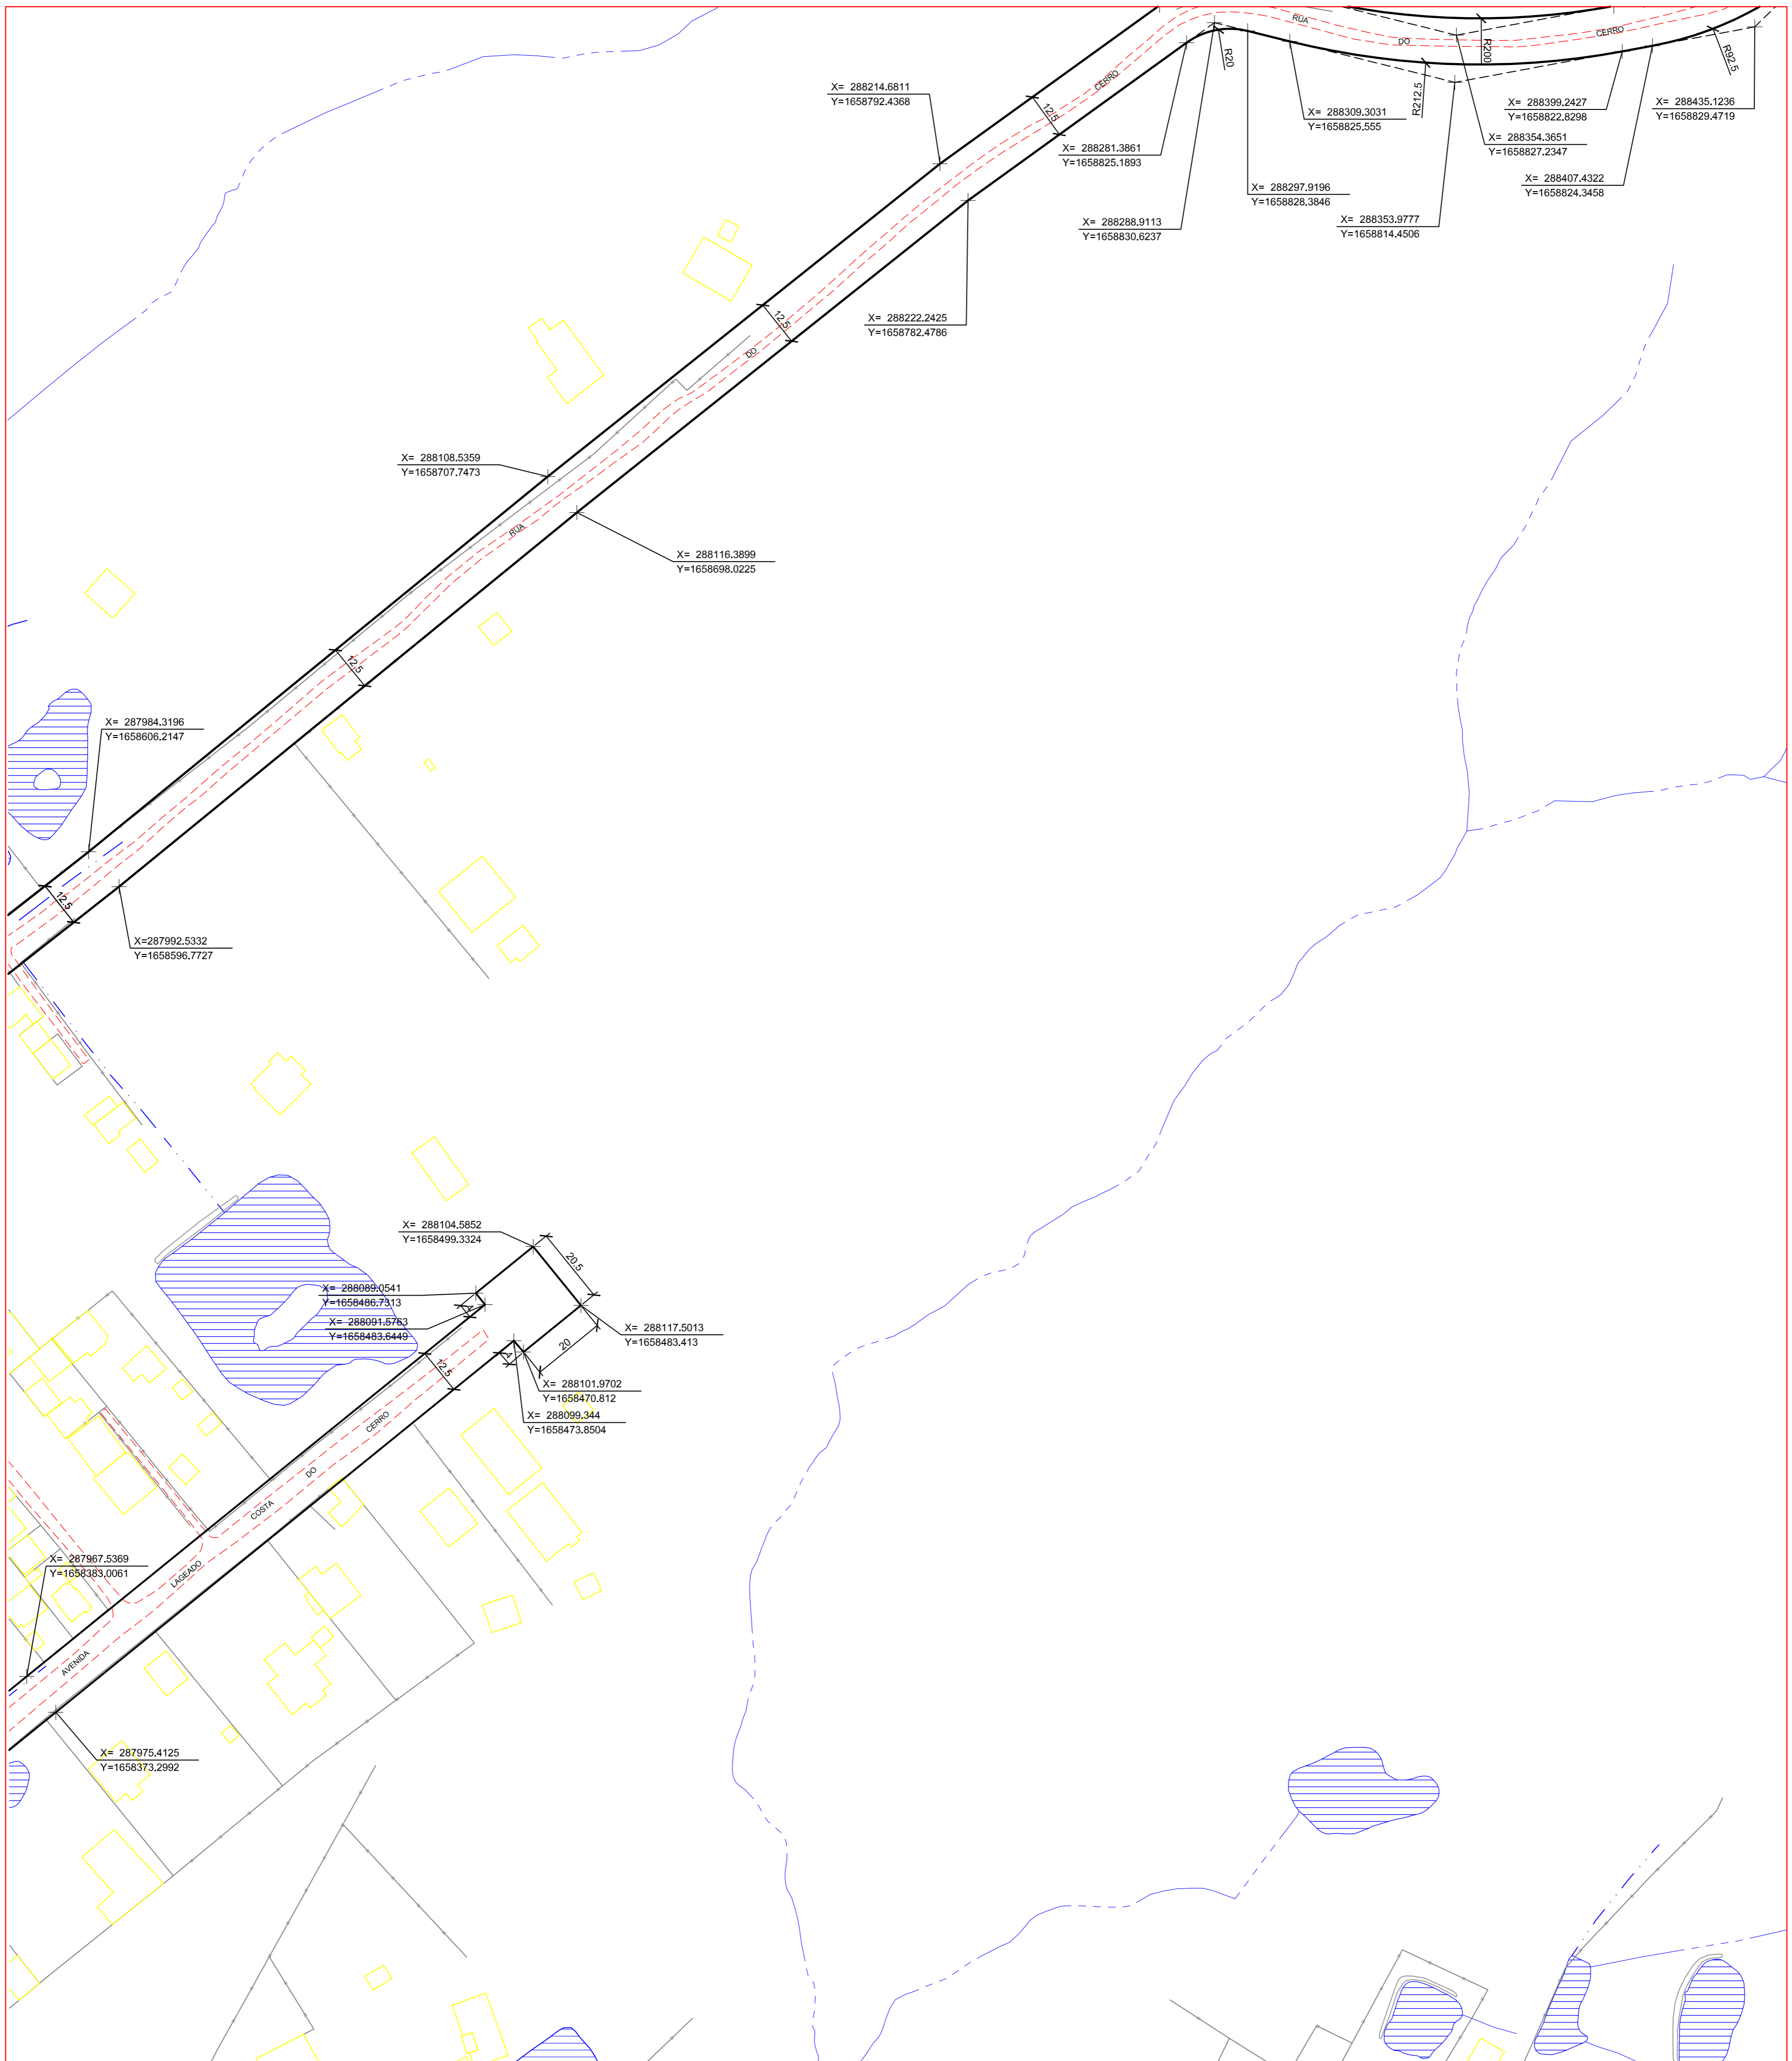 RUA
DO
CERRO
R200
R92.5
R20
R212.5
CERRO
12.5
X= 288214.6811
Y=1658792.4368
X= 288309.3031
Y=1658825.555
X= 288399.2427
Y=1658822.8298
X= 288435.1236
Y=1658829.4719
X= 288281.3861
Y=1658825.1893
X= 288354.3651
Y=1658827.2347
X= 288297.9196
Y=1658828.3846
X= 288407.4322
Y=1658824.3458
X= 288288.9113
Y=1658830.6237
X= 288353.9777
Y=1658814.4506
12.5
DO
X= 288222.2425
Y=1658782.4786
X= 288108.5359
Y=1658707.7473
RUA
X= 288116.3899
Y=1658698.0225
12.5
X= 287984.3196
Y=1658606.2147
12.5
X=287992.5332
Y=1658596.7727
X= 288104.5852
Y=1658499.3324
20.5
X= 288089.0541
Y=1658486.7313
4
X= 288091.5763
Y=1658483.6449
X= 288117.5013
Y=1658483.413
20
4
12.5
X= 288101.9702
Y=1658470.812
X= 288099.344
Y=1658473.8504
CERRO
DO
COSTA
LAGEADO
AVENIDA
X= 287967.5369
Y=1658383.0061
X= 287975.4125
Y=1658373.2992